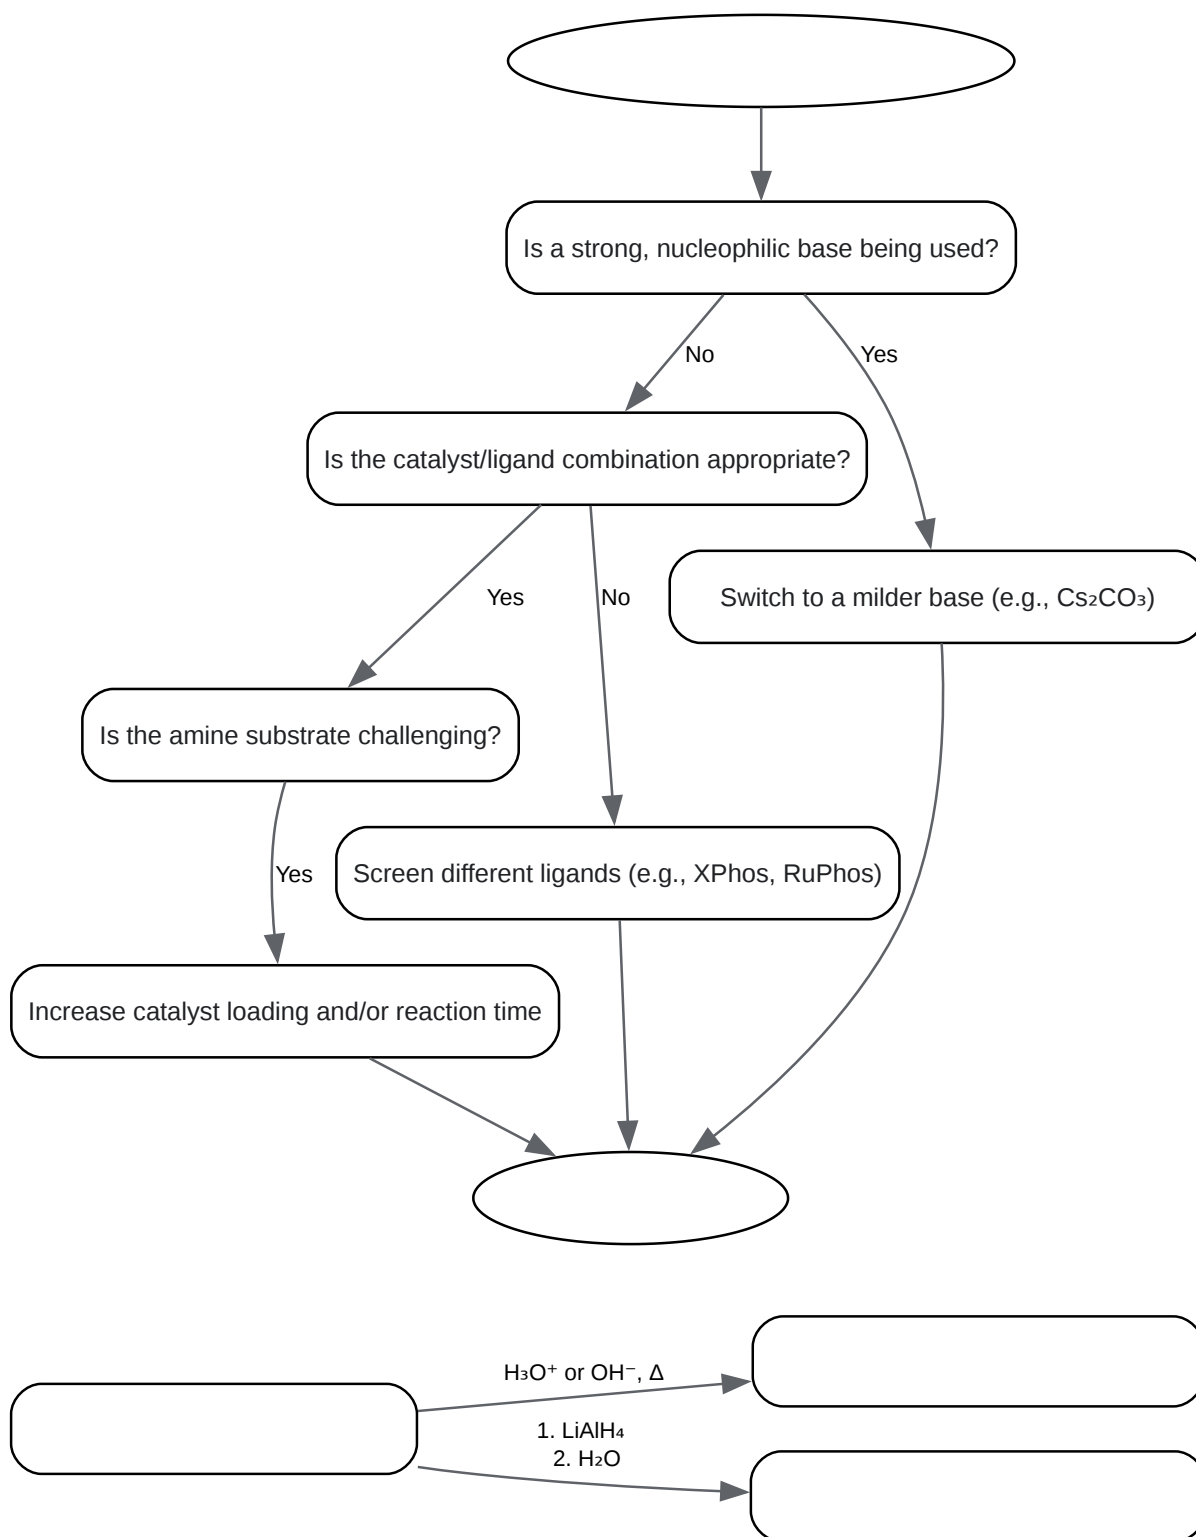 Is a strong, nucleophilic base being used?
No
Yes
Is the catalyst/ligand combination appropriate?
Yes
No
Switch to a milder base (e.g., Cs₂CO₃)
Is the amine substrate challenging?
Yes
Screen different ligands (e.g., XPhos, RuPhos)
Increase catalyst loading and/or reaction time
H₃O⁺ or OH⁻, Δ
1. LiAlH₄
2. H₂O